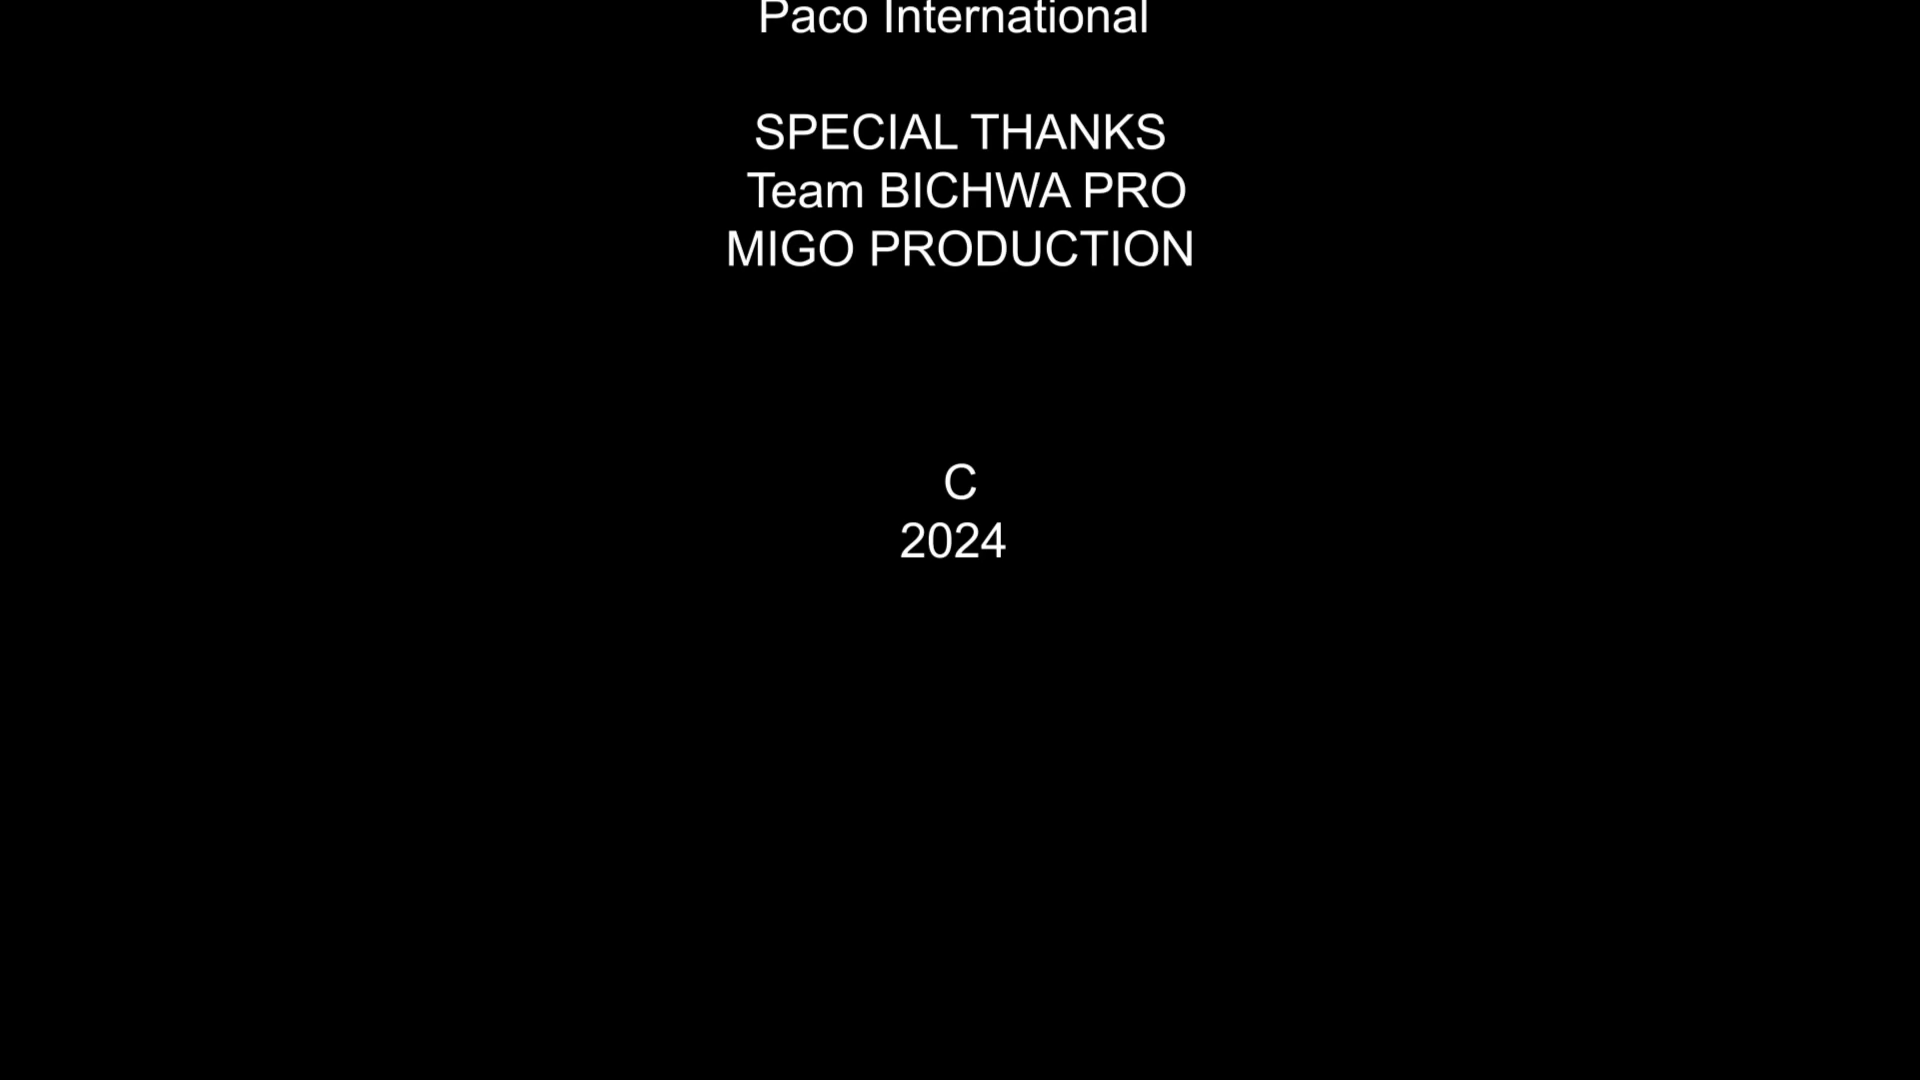 Paco International
SPECIAL THANKS
Team BICHWA PRO
MIGO PRODUCTION
C
2024